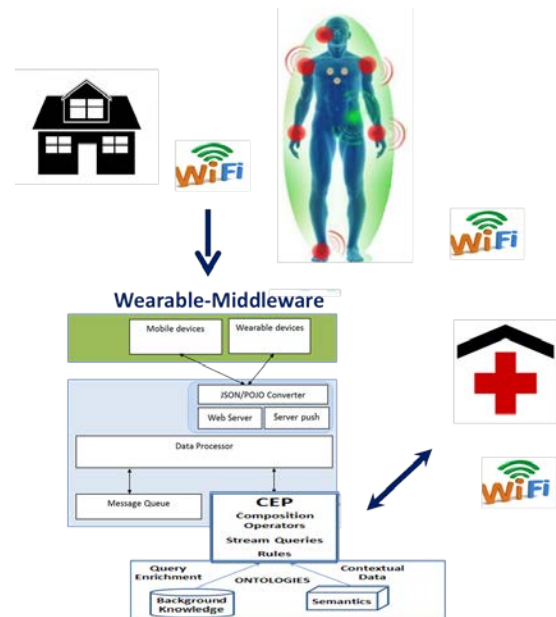 WiFi
WiFi
Wearable-Middleware
Mobile devices
Wearable devices
JSON/POJO Converter
Web Server
Server push
Data Processor
WiFi
Message Queue
CEP
Composition
Operators
Stream Queries
Rules
Query
Enrichment
ONTOLOGIES
Contextual
Data
Background
Knowledge
Semantics